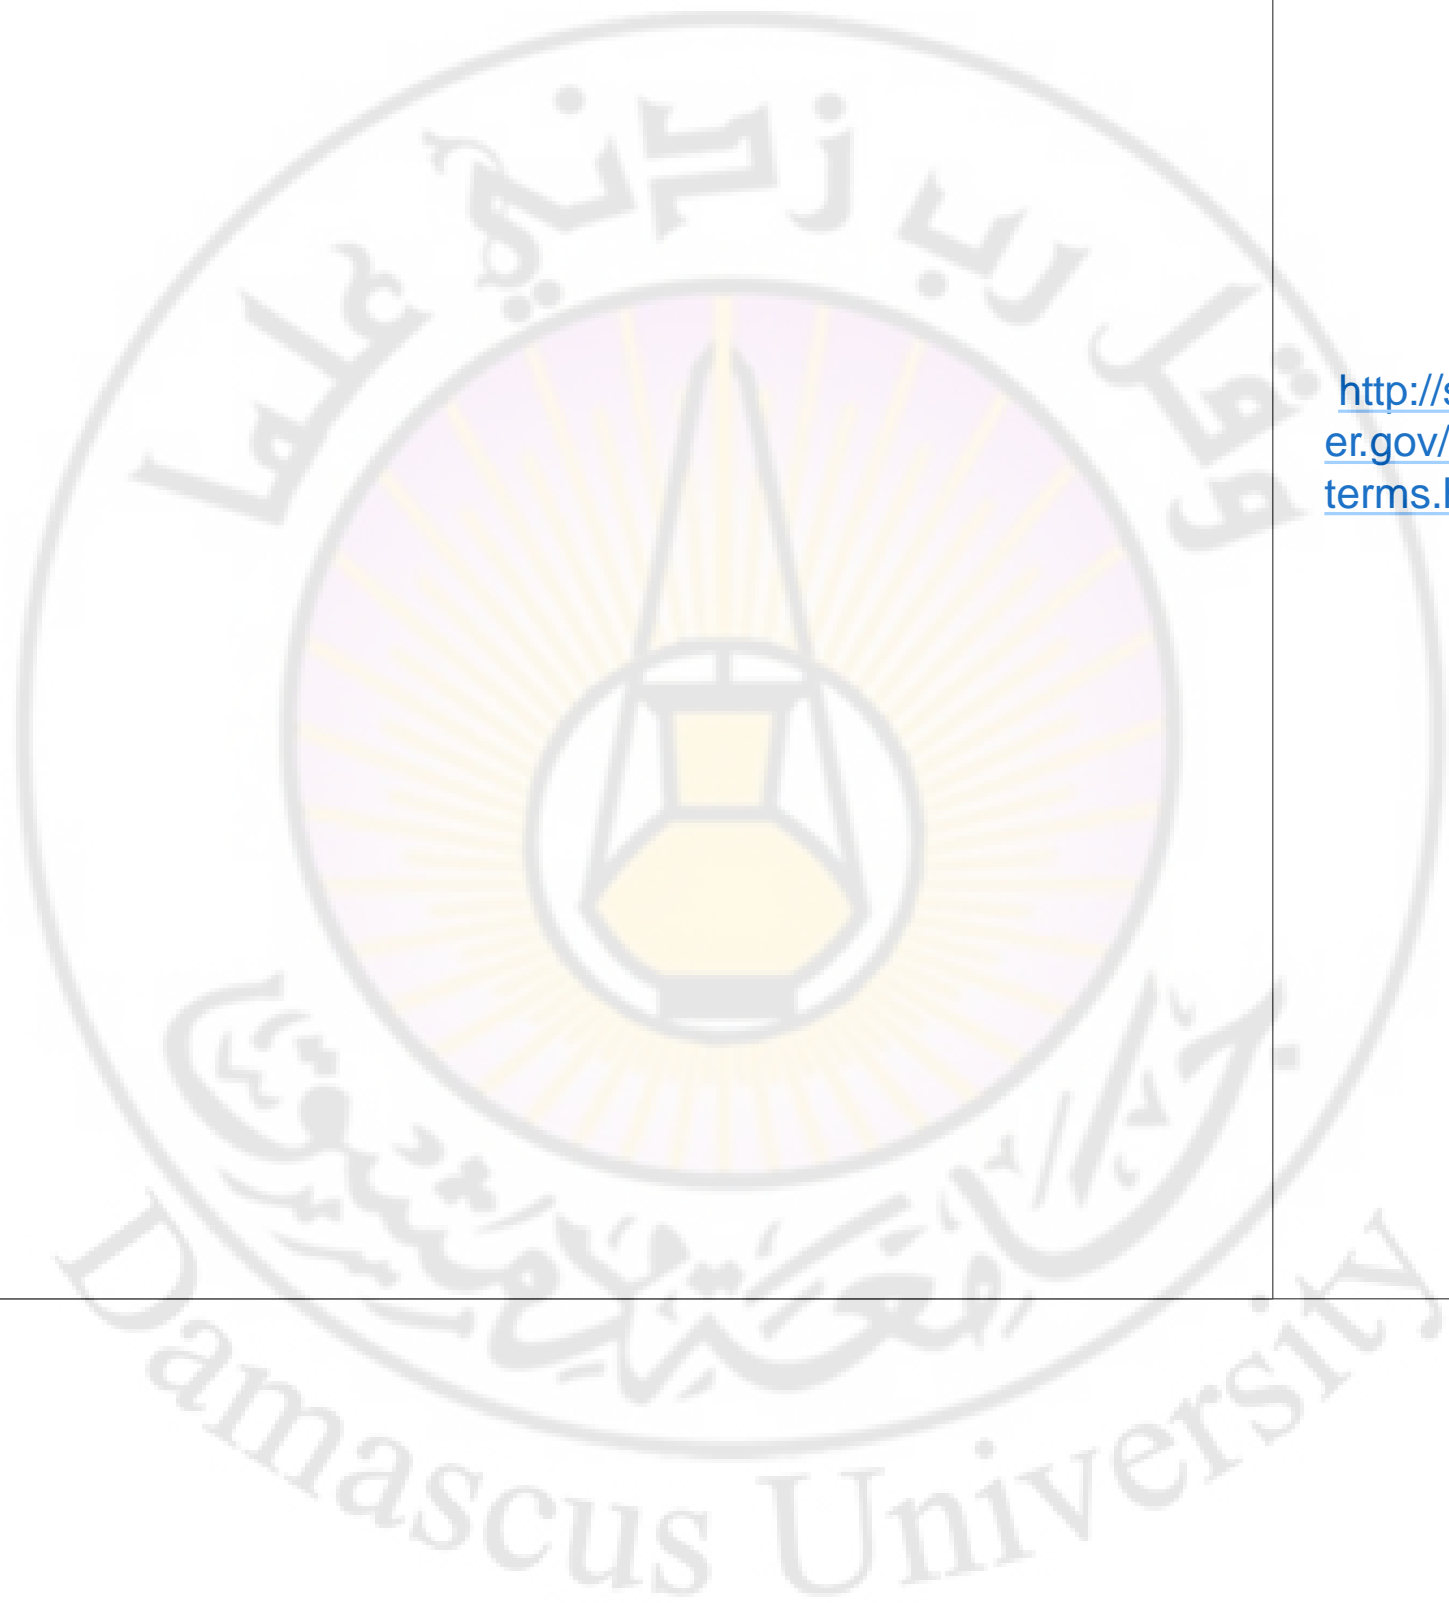 وقل رب زدني علما
http://s
er.gov/
terms.
جامعة دمشق
Damascus University